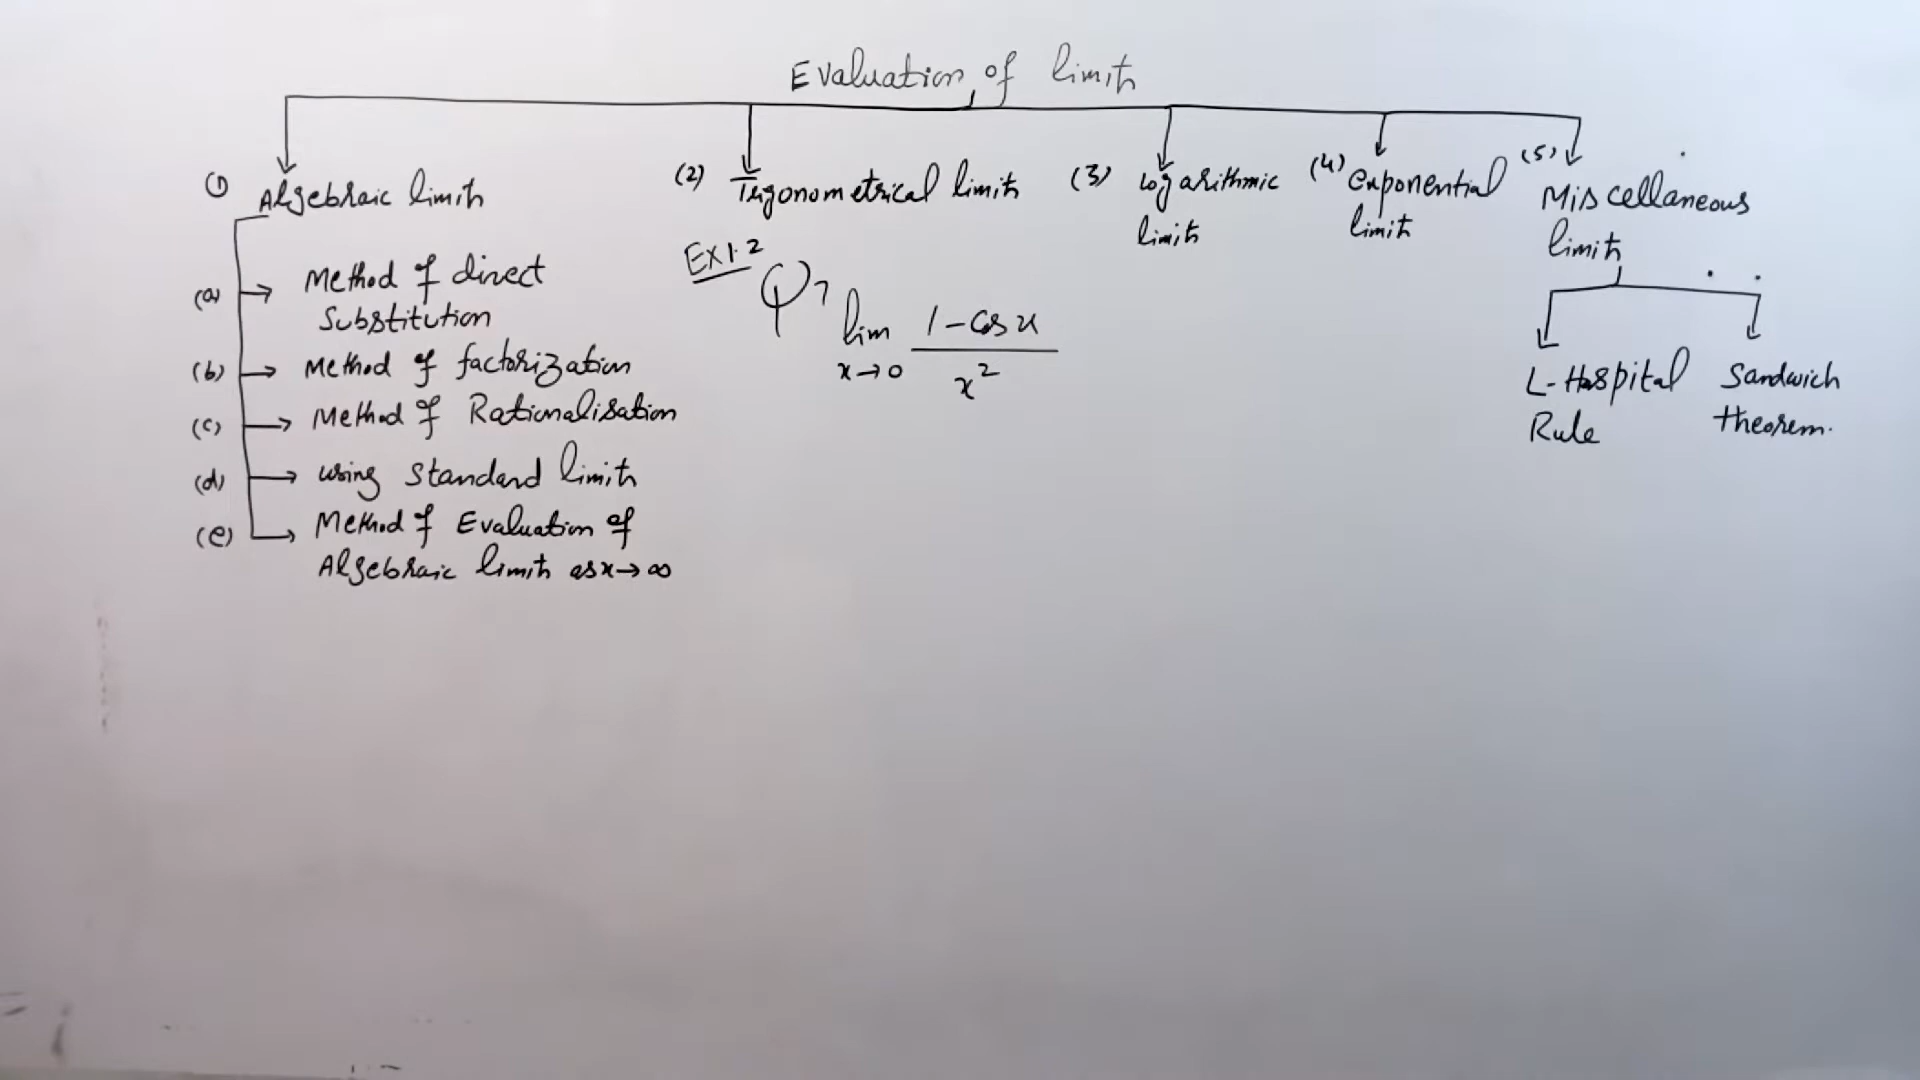 Evaluation of limit
(1) Algebraic limit
(a) → Method of direct
Substitution
(b) → Method of factorization
(c) → Method of Rationalisation
(d) → using Standard limit
(e) → Method of Evaluation of
Algebraic limit as x→∞
(2) Trigonometrical limit
EX 1.2
Q7 lim x→0 (1-Cos x)/x²
(3) Logarithmic
limit
(4) exponential
limit
(5) Miscellaneous
limit
L-Hospital
Rule
Sandwich
theorem.